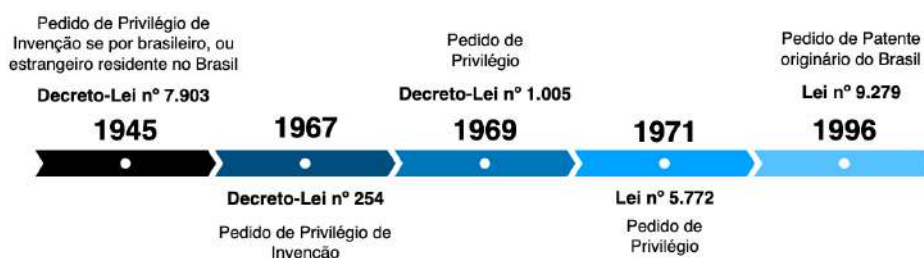 Pedido de Privilégio de
Invenção se por brasileiro, ou
estrangeiro residente no Brasil
Decreto-Lei nº 7.903
1945
1967
Decreto-Lei nº 254
Pedido de Privilégio de
Invenção
Pedido de
Privilégio
Decreto-Lei nº 1.005
1969
1971
Lei nº 5.772
Pedido de
Privilégio
Pedido de Patente
originário do Brasil
Lei nº 9.279
1996